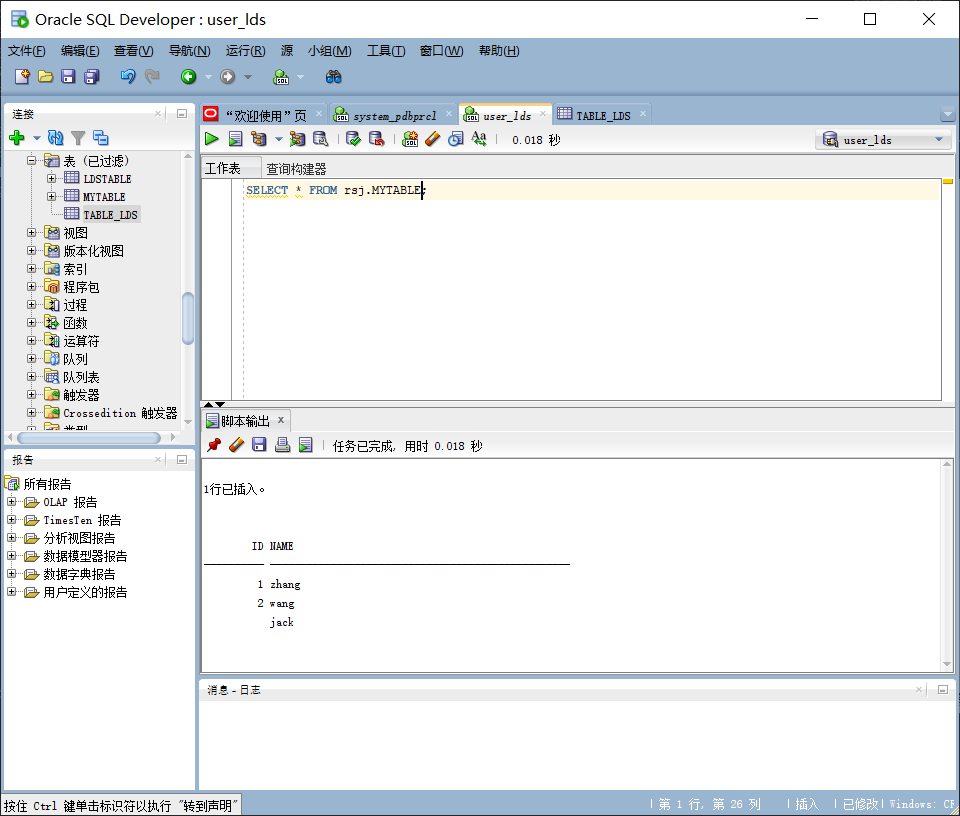 Oracle SQL Developer : user_lds
文件(F) 编辑(E) 查看(V) 导航(N) 运行(R) 源 小组(M) 工具(T) 窗口(W) 帮助(H)
连接
表 (已过滤)
LDSTABLE
MYTABLE
TABLE_LDS
视图
版本化视图
索引
程序包
过程
函数
运算符
队列
队列表
触发器
Crossedition 触发器
类型
报告
所有报告
OLAP 报告
TimesTen 报告
分析视图报告
数据模型器报告
数据字典报告
用户定义的报告
“欢迎使用”页 system_pdbprcl user_lds TABLE_LDS
0.018 秒 user_lds
工作表 查询构建器
SELECT * FROM rsj.MYTABLE;
脚本输出
任务已完成, 用时 0.018 秒
1行已插入。
ID NAME
1 zhang
2 wang
jack
消息 - 日志
按住 Ctrl 键单击标识符以执行 "转到声明"
第 1 行, 第 26 列 插入 已修改 Windows: